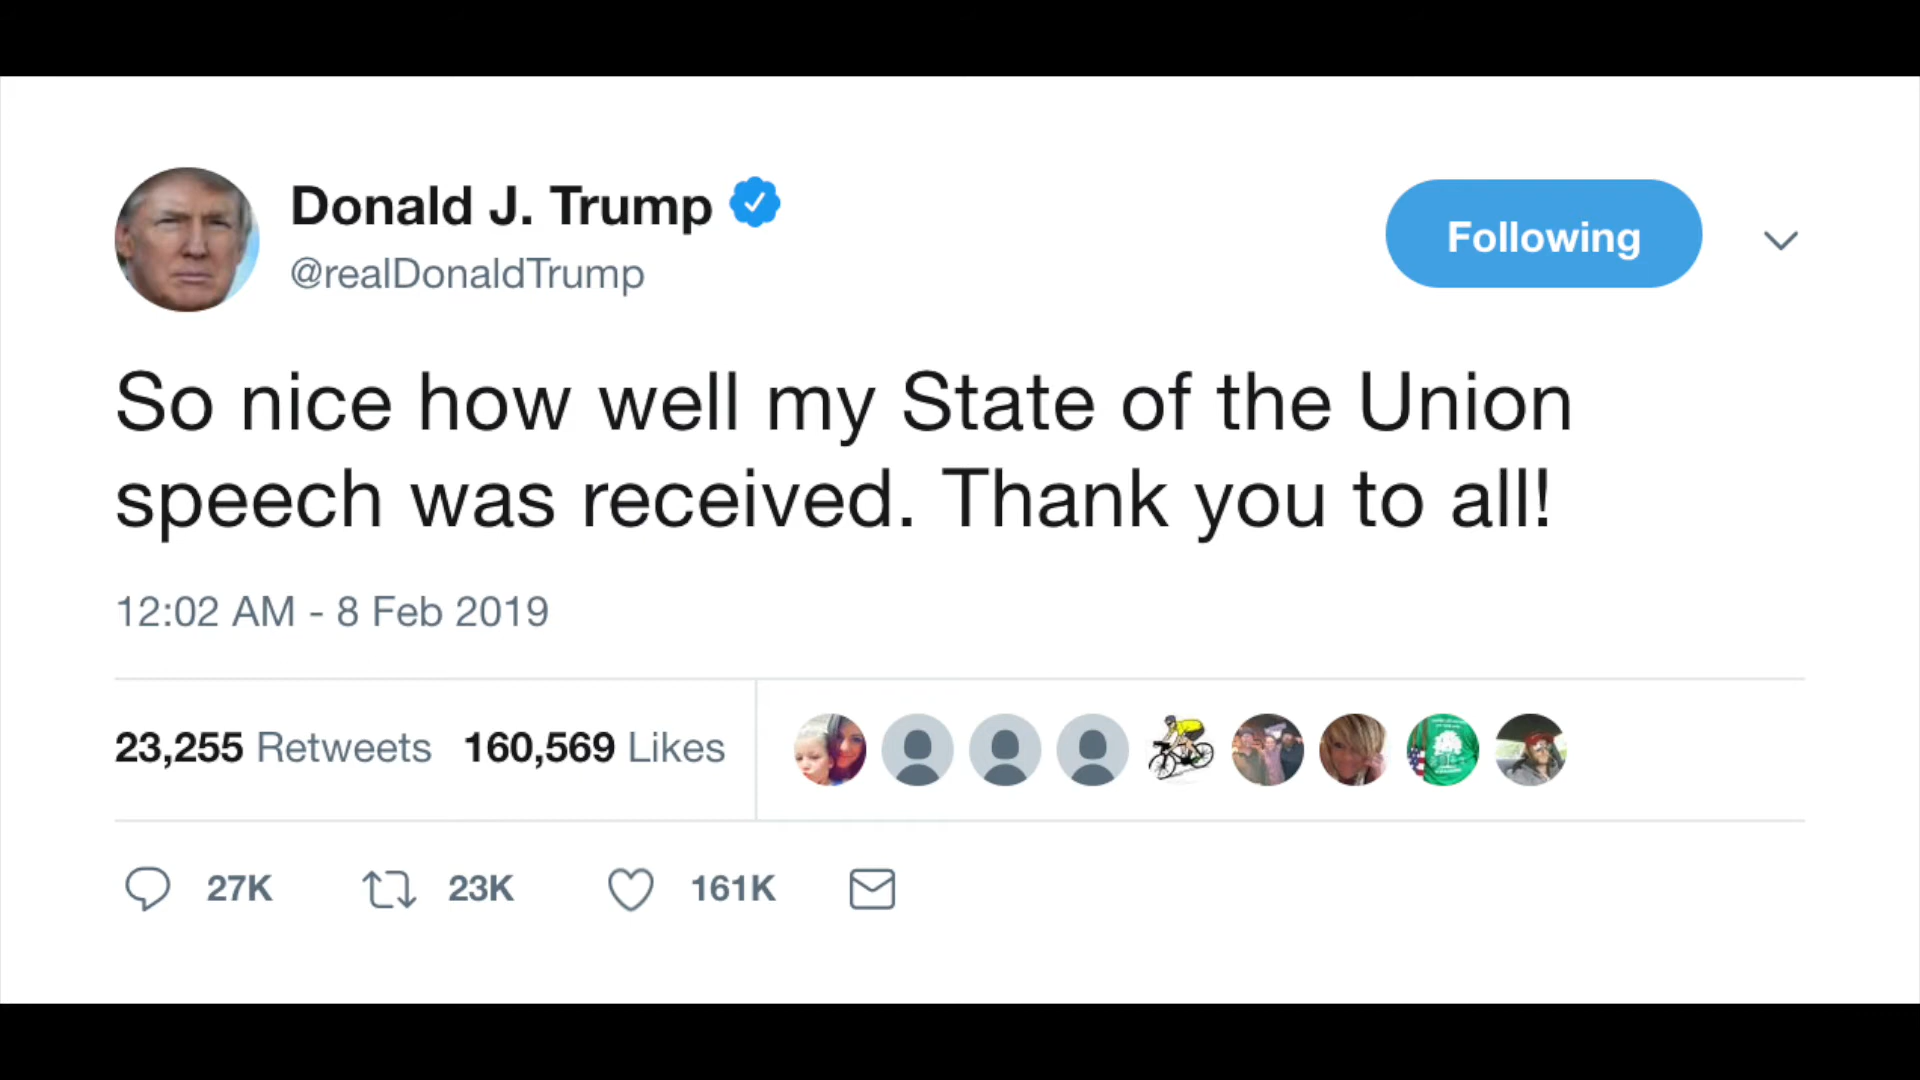 Donald J. Trump
@realDonaldTrump
Following
So nice how well my State of the Union
speech was received. Thank you to all!
12:02 AM - 8 Feb 2019
23,255 Retweets 160,569 Likes
27K 23K 161K